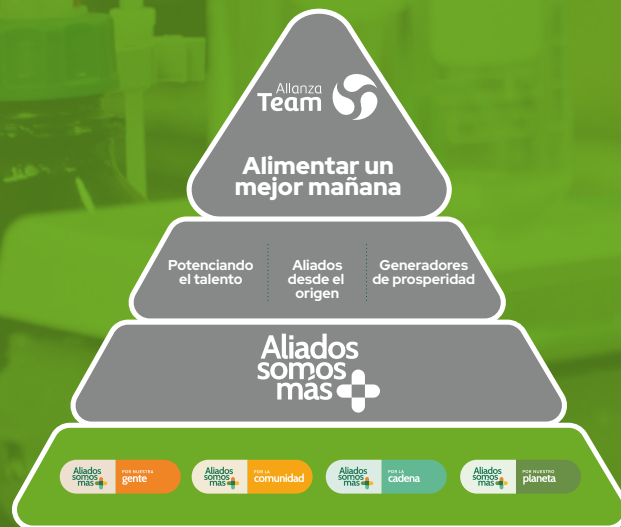 Alianza
Team
Alimentar un
mejor mañana
Potenciando
el talento
Aliados
desde el
origen
Generadores
de prosperidad
Aliados
somos
más
Aliados
somos
más
POR NUESTRA
gente
Aliados
somos
más
POR LA
comunidad
Aliados
somos
más
POR LA
cadena
Aliados
somos
más
POR NUESTRO
planeta